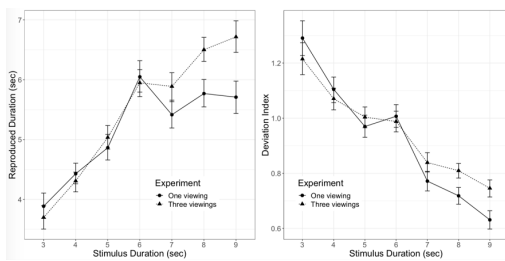 Reproduced Duration (sec)
7
6
5
4
3
4
5
6
7
8
9
Stimulus Duration (sec)
Experiment
One viewing
Three viewings
Deviation Index
1.2
1.0
0.8
0.6
3
4
5
6
7
8
9
Stimulus Duration (sec)
Experiment
One viewing
Three viewings